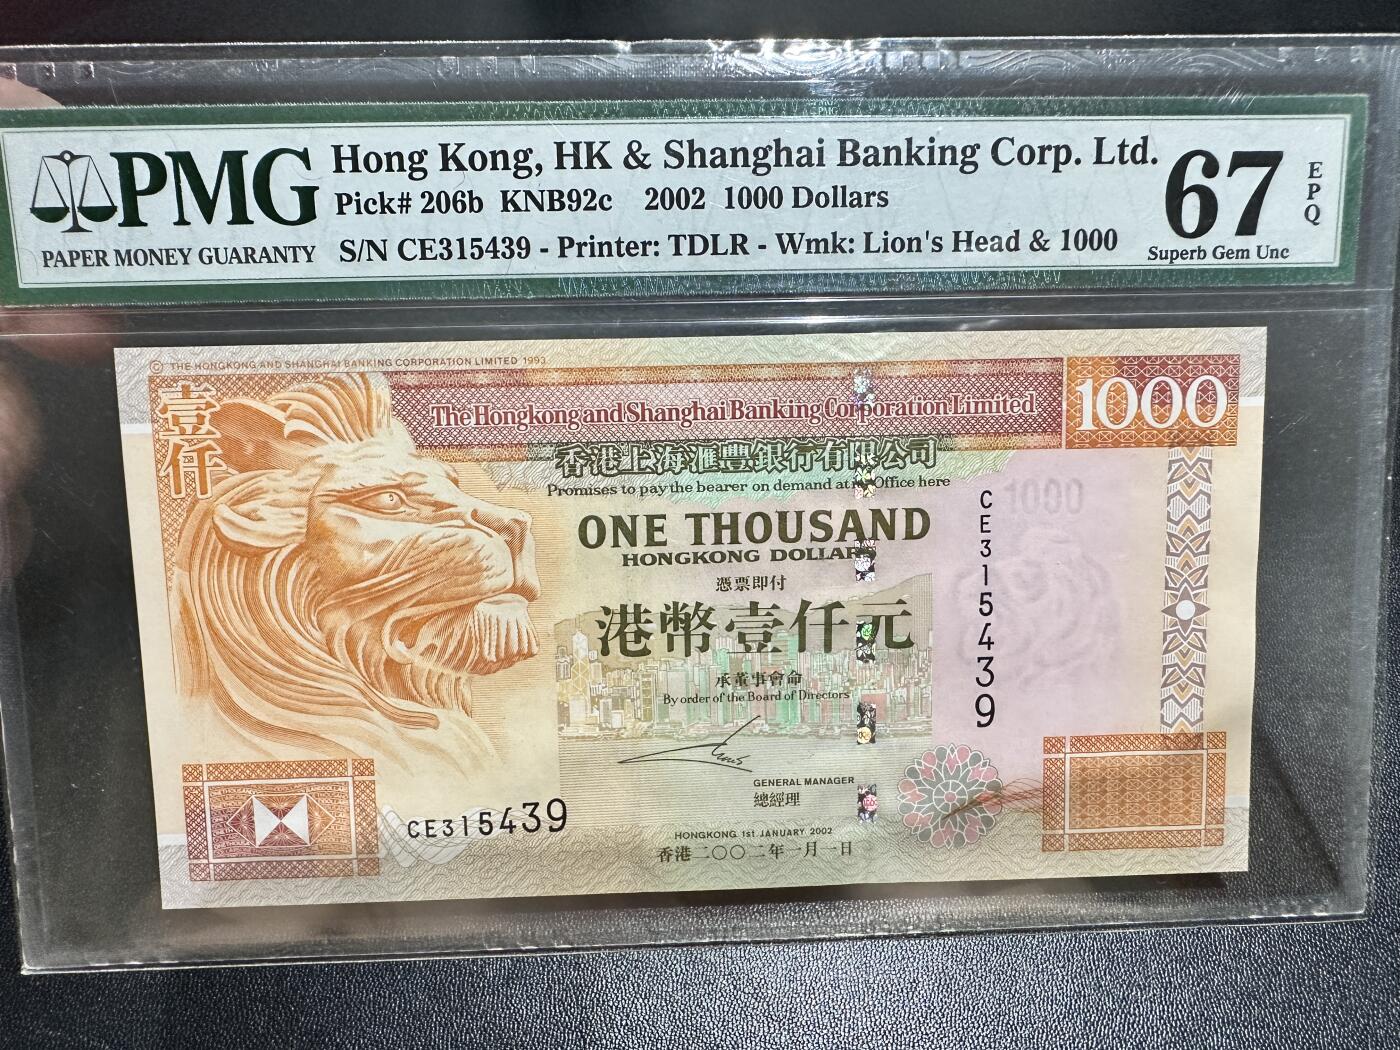 PMG
PAPER MONEY GUARANTY
Hong Kong, HK & Shanghai Banking Corp. Ltd.
Pick# 206b KNB92c 2002 1000 Dollars
S/N CE315439 - Printer: TDLR - Wmk: Lion's Head & 1000
67
EPQ
Superb Gem Unc
© THE HONGKONG AND SHANGHAI BANKING CORPORATION LIMITED 1993
壹仟
The Hongkong and Shanghai Banking Corporation Limited
1000
香港上海滙豐銀行有限公司
Promises to pay the bearer on demand at its Office here
ONE THOUSAND
HONGKONG DOLLARS
憑票即付
港幣壹仟元
承董事會命
By order of the Board of Directors
1000
CE315439
GENERAL MANAGER
總經理
CE315439
HONGKONG 1st JANUARY 2002
香港二〇〇二年一月一日